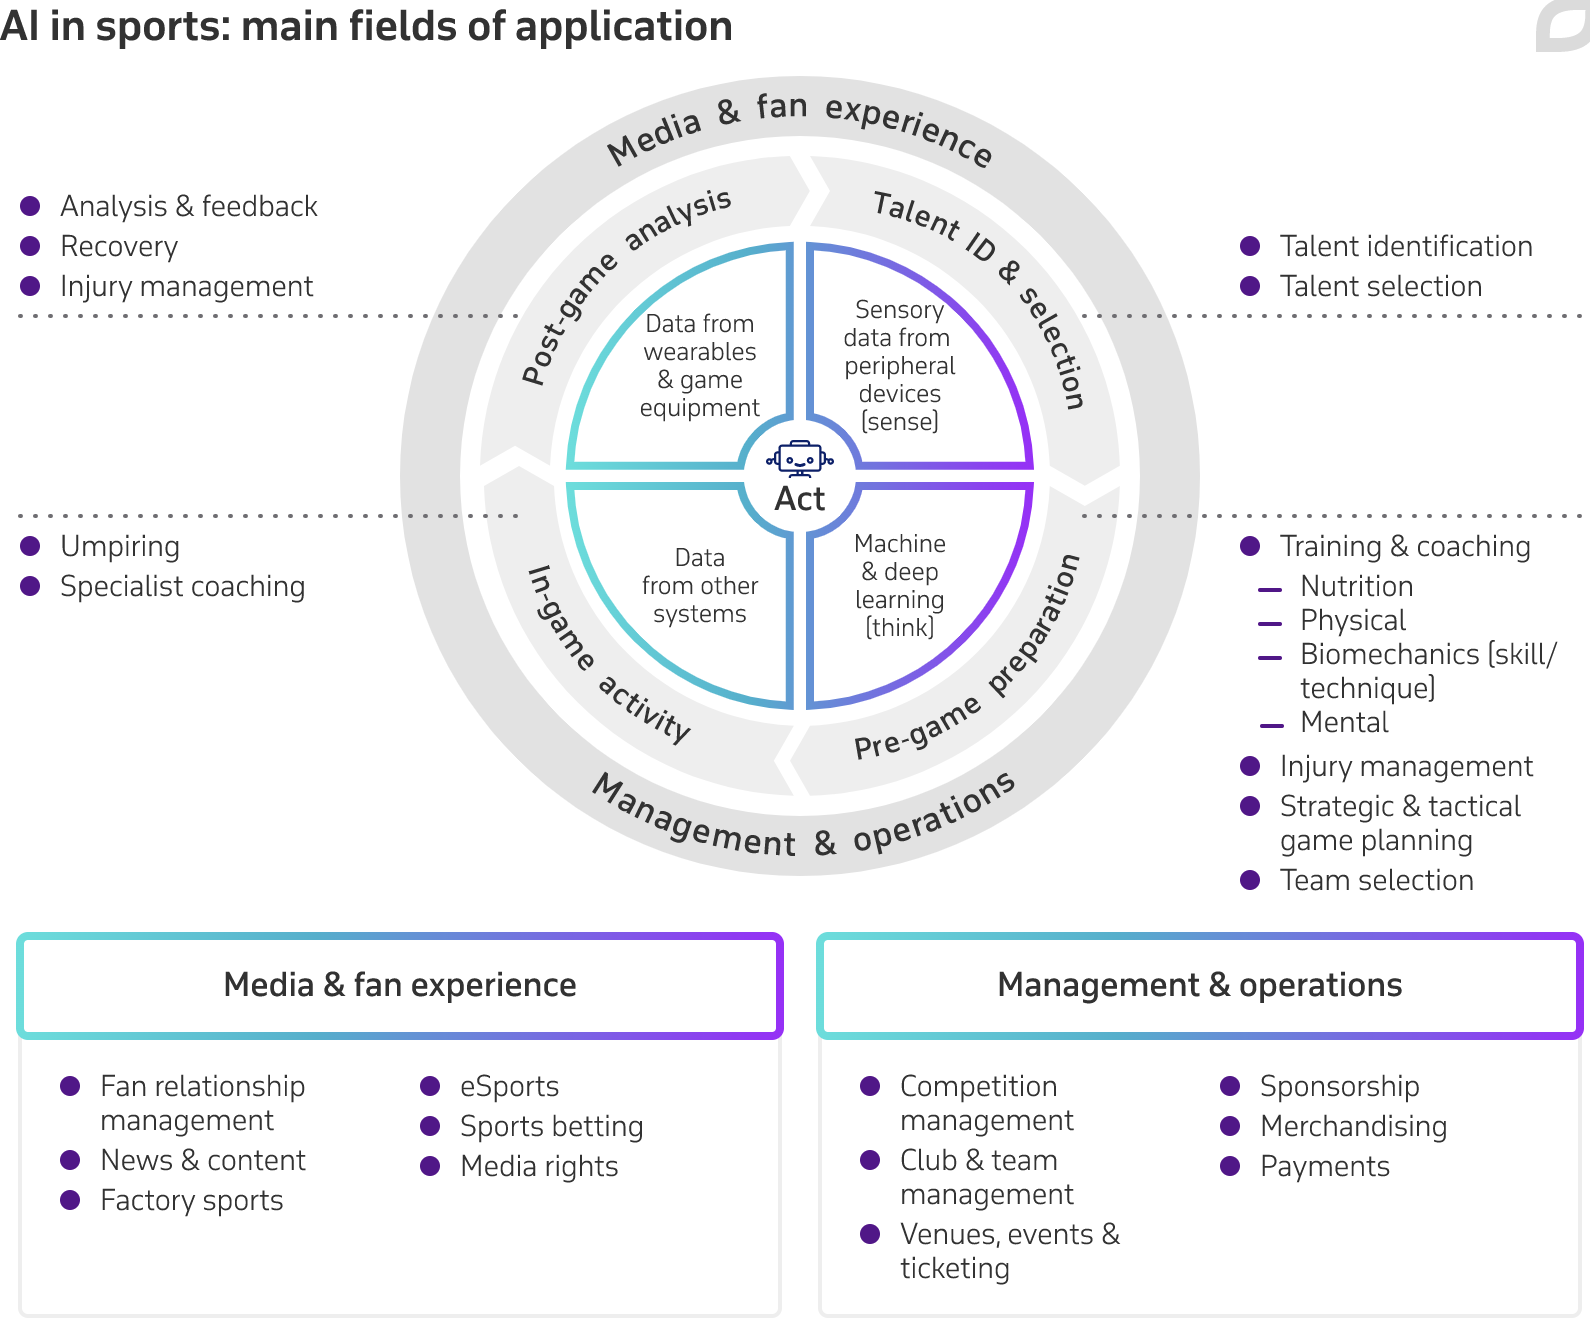 AI in sports: main fields of application
Media & fan experience
Post-game analysis
Talent ID & selection
In-game activity
Pre-game preparation
Management & operations
Analysis & feedback
Recovery
Injury management
Talent identification
Talent selection
Data from
wearables
& game
equipment
Sensory
data from
peripheral
devices
(sense)
Act
Data
from other
systems
Machine
& deep
learning
(think)
Umpiring
Specialist coaching
Training & coaching
Nutrition
Physical
Biomechanics (skill/
technique)
Mental
Injury management
Strategic & tactical
game planning
Team selection
Media & fan experience
Fan relationship
management
News & content
Factory sports
eSports
Sports betting
Media rights
Management & operations
Competition
management
Club & team
management
Venues, events &
ticketing
Sponsorship
Merchandising
Payments